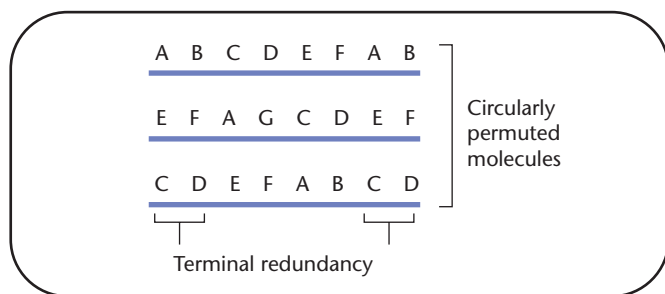 A B C D E F A B
E F A G C D E F
C D E F A B C D
Circularly
permuted
molecules
Terminal redundancy